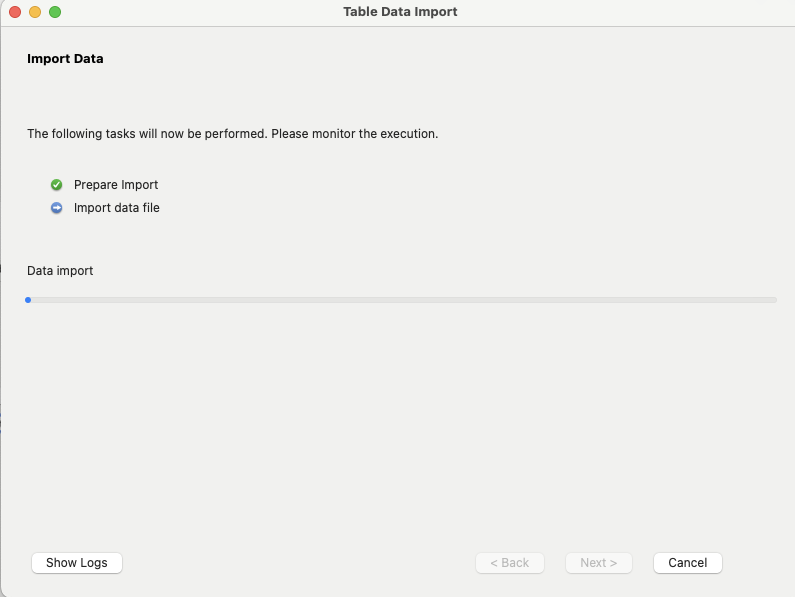 Table Data Import
Import Data
The following tasks will now be performed. Please monitor the execution.
Prepare Import
Import data file
Data import
Show Logs
< Back
Next >
Cancel